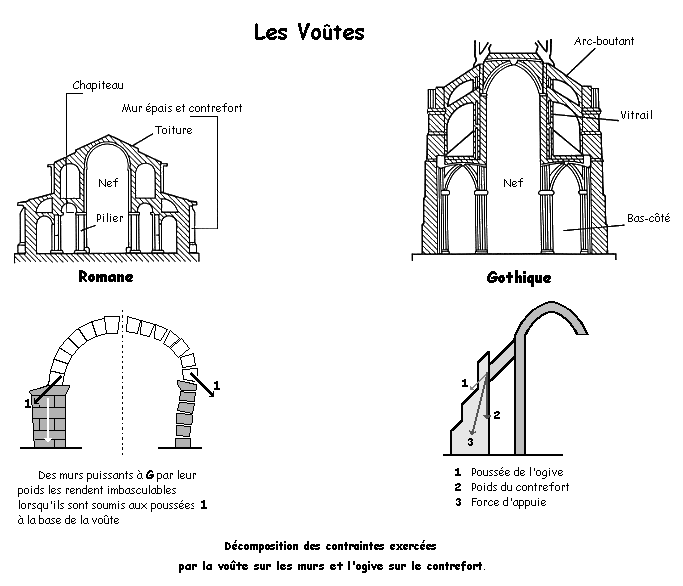 Les Voûtes
Arc-boutant
Chapiteau
Mur épais et contrefort
Toiture
Vitrail
Nef
Nef
Pilier
Bas-côté
Romane
Gothique
1
1
1
2
3
Des murs puissants à G par leur
poids les rendent imbasculables
lorsqu'ils sont soumis aux poussées 1
à la base de la voûte
1 Poussée de l'ogive
2 Poids du contrefort
3 Force d'appuie
Décomposition des contraintes exercées
par la voûte sur les murs et l'ogive sur le contrefort.